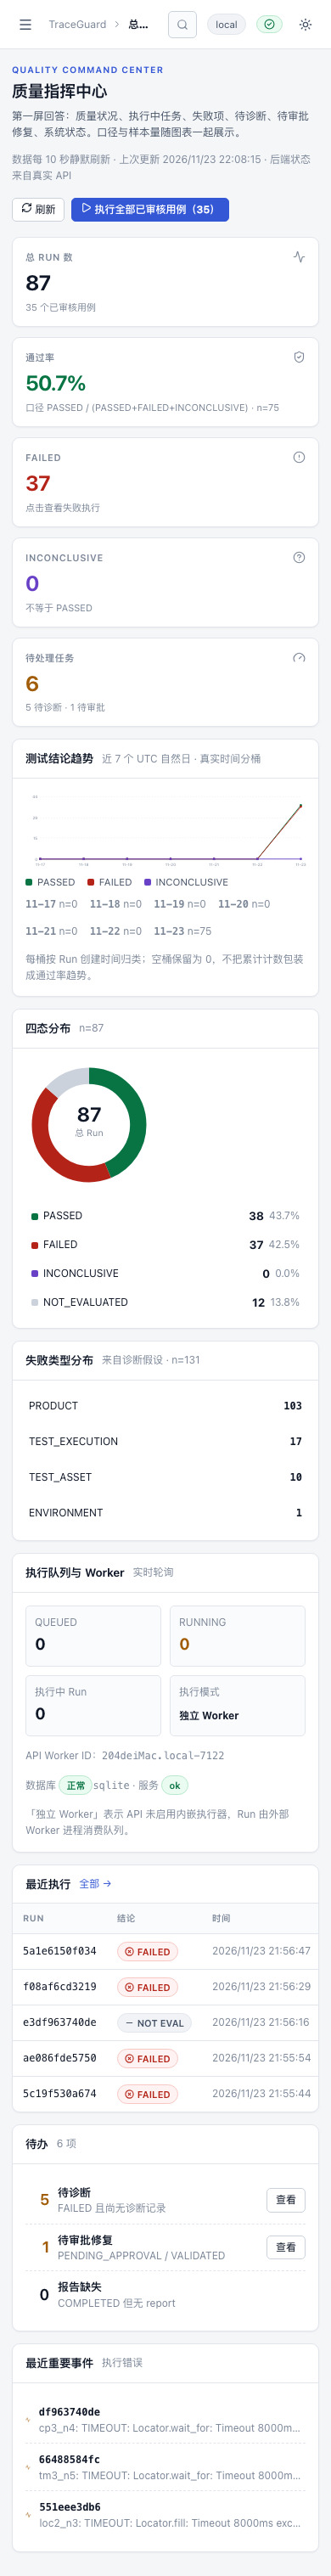 TraceGuard > 总... local
QUALITY COMMAND CENTER
质量指挥中心
第一屏回答：质量状况、执行中任务、失败项、待诊断、待审批
修复、系统状态。口径与样本量随图表一起展示。
数据每 10 秒静默刷新 · 上次更新 2026/11/23 22:08:15 · 后端状态
来自真实 API
刷新 执行全部已审核用例（35）
总 RUN 数
87
35 个已审核用例
通过率
50.7%
口径 PASSED / (PASSED+FAILED+INCONCLUSIVE) · n=75
FAILED
37
点击查看失败执行
INCONCLUSIVE
0
不等于 PASSED
待处理任务
6
5 待诊断 · 1 待审批
测试结论趋势 近 7 个 UTC 自然日 · 真实时间分桶
11-17 11-18 11-19 11-20 11-21 11-22 11-23
PASSED FAILED INCONCLUSIVE
11-17 n=0 11-18 n=0 11-19 n=0 11-20 n=0
11-21 n=0 11-22 n=0 11-23 n=75
每桶按 Run 创建时间归类；空桶保留为 0，不把累计计数包装
成通过率趋势。
四态分布 n=87
87
总 Run
PASSED 38 43.7%
FAILED 37 42.5%
INCONCLUSIVE 0 0.0%
NOT_EVALUATED 12 13.8%
失败类型分布 来自诊断假设 · n=131
PRODUCT 103
TEST_EXECUTION 17
TEST_ASSET 10
ENVIRONMENT 1
执行队列与 Worker 实时轮询
QUEUED
0
RUNNING
0
执行中 Run
0
执行模式
独立 Worker
API Worker ID：204deiMac.local-7122
数据库 正常 sqlite · 服务 ok
「独立 Worker」表示 API 未启用内嵌执行器，Run 由外部
Worker 进程消费队列。
最近执行 全部 →
RUN 结论 时间
5a1e6150f034 FAILED 2026/11/23 21:56:47
f08af6cd3219 FAILED 2026/11/23 21:56:29
e3df963740de NOT EVAL 2026/11/23 21:56:16
ae086fde5750 FAILED 2026/11/23 21:55:54
5c19f530a674 FAILED 2026/11/23 21:55:44
待办 6 项
5 待诊断 查看
FAILED 且尚无诊断记录
1 待审批修复 查看
PENDING_APPROVAL / VALIDATED
0 报告缺失
COMPLETED 但无 report
最近重要事件 执行错误
df963740de
cp3_n4: TIMEOUT: Locator.wait_for: Timeout 8000m...
66488584fc
tm3_n5: TIMEOUT: Locator.wait_for: Timeout 8000m...
551eee3db6
loc2_n3: TIMEOUT: Locator.fill: Timeout 8000ms exc...